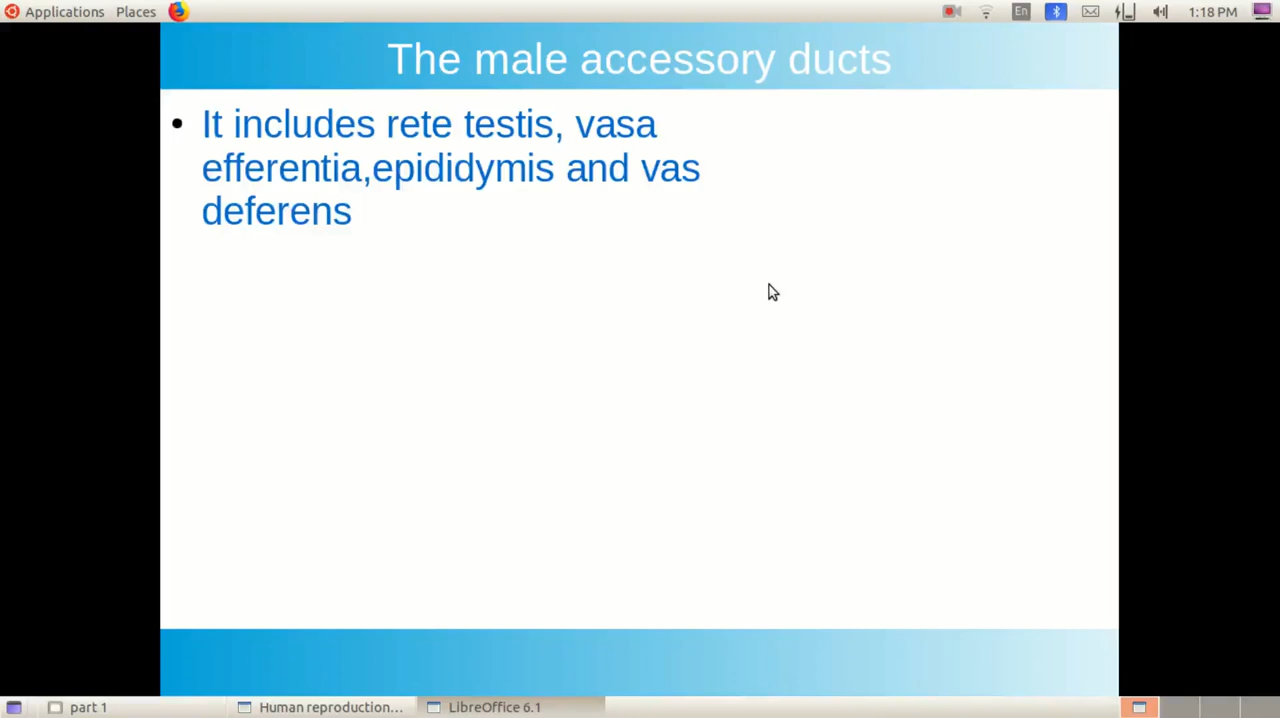 Applications Places En 1:18 PM
The male accessory ducts
• It includes rete testis, vasa
efferentia,epididymis and vas
deferens
part 1 Human reproduction... LibreOffice 6.1